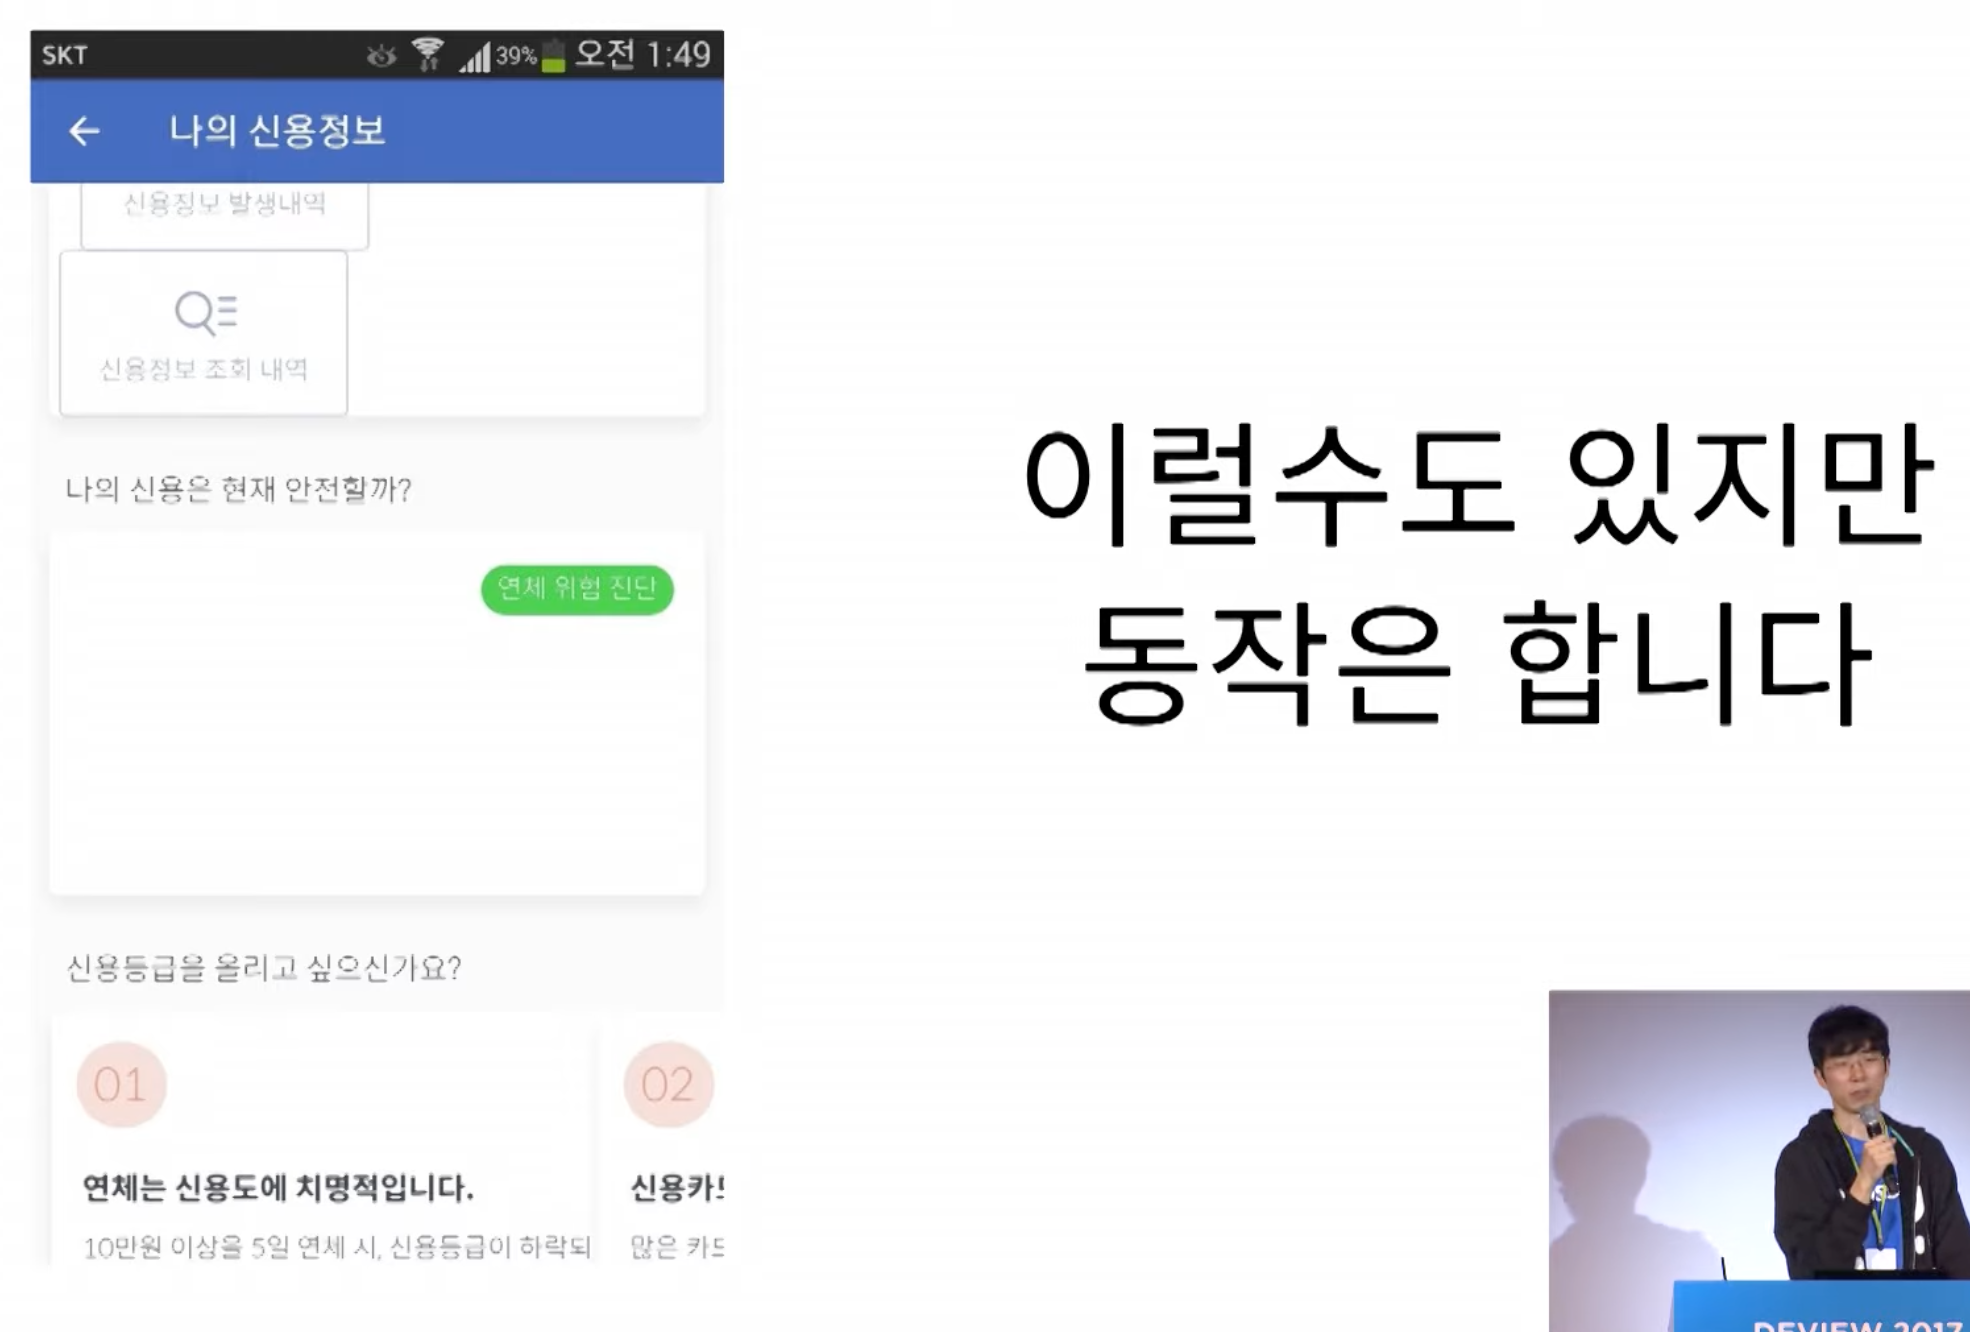 SKT
39% 오전 1:49
나의 신용정보
신용정보 발생내역
신용정보 조회 내역
나의 신용은 현재 안전할까?
연체 위험 진단
신용등급을 올리고 싶으신가요?
01
02
연체는 신용도에 치명적입니다.
신용카드
10만원 이상을 5일 연체 시, 신용등급이 하락되
많은 카드
이럴수도 있지만
동작은 합니다
DEVIEW 2017